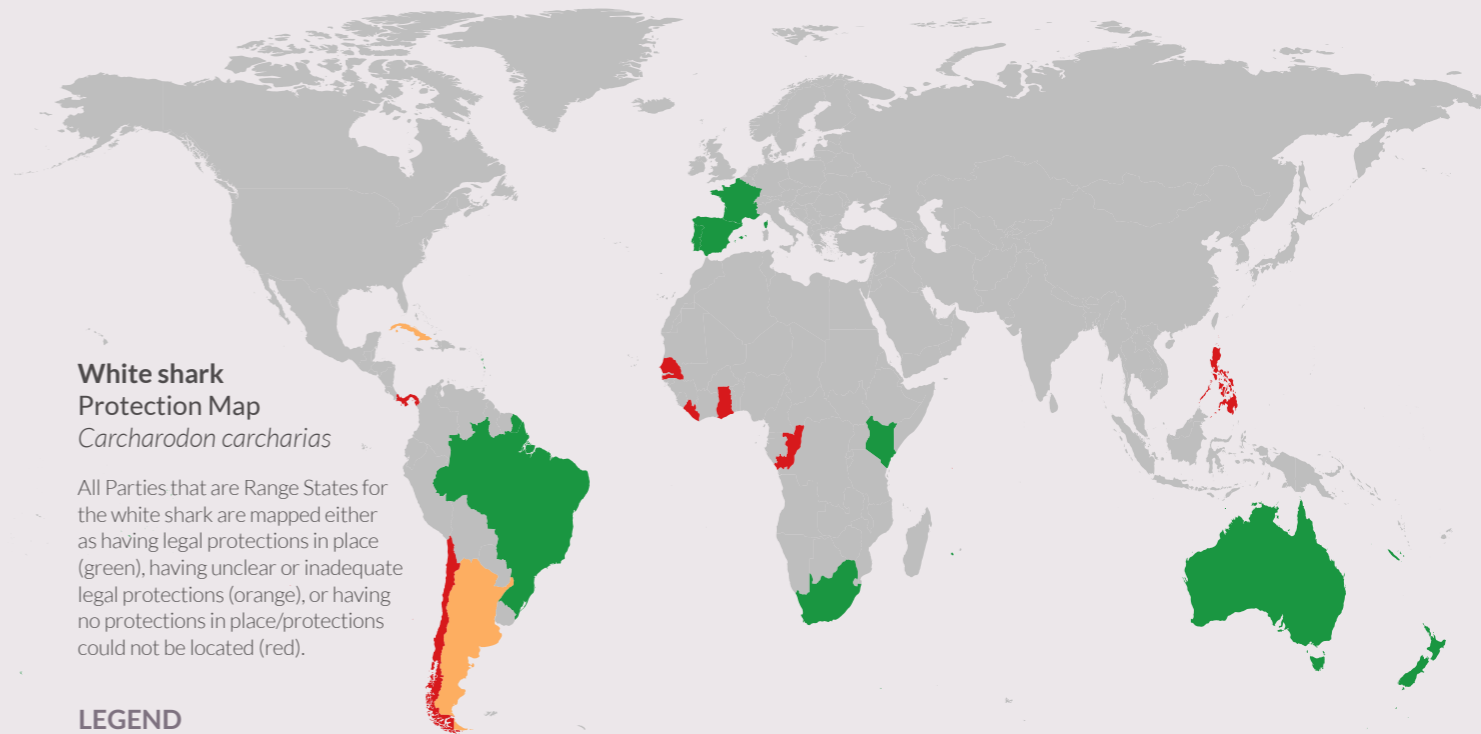 White shark
Protection Map
Carcharodon carcharias
All Parties that are Range States for
the white shark are mapped either
as having legal protections in place
(green), having unclear or inadequate
legal protections (orange), or having
no protections in place/protections
could not be located (red).
LEGEND